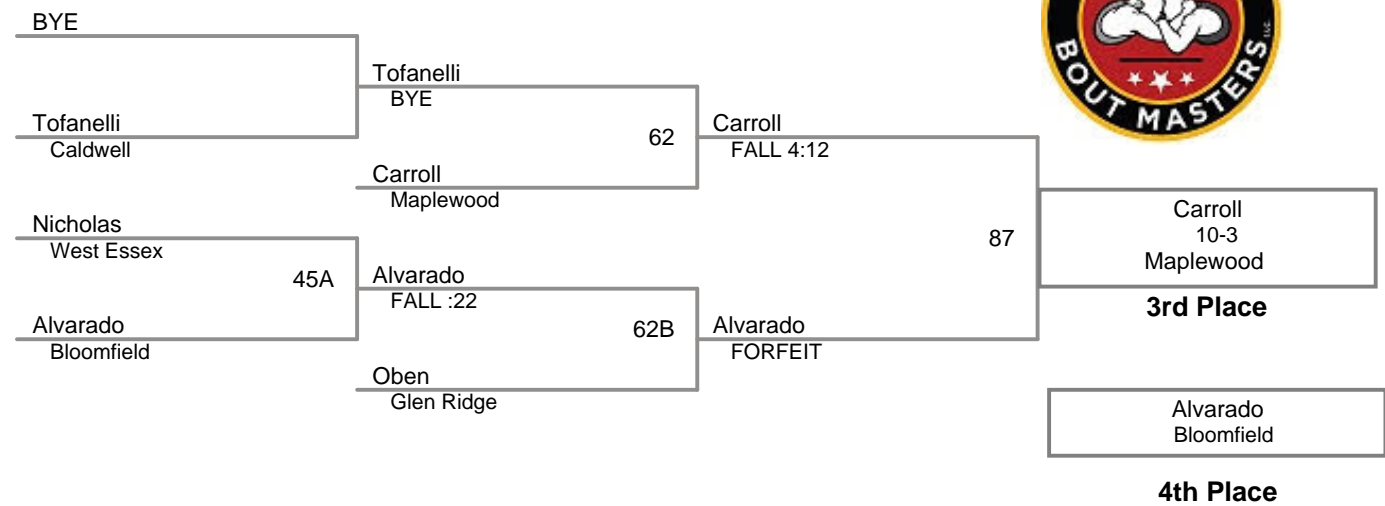 BYE
Tofanelli
BYE
Tofanelli
Caldwell
62
Carroll
FALL 4:12
Carroll
Maplewood
Nicholas
West Essex
45A
Alvarado
FALL :22
87
Carroll
10-3
Maplewood
3rd Place
Alvarado
Bloomfield
62B
Alvarado
FORFEIT
Oben
Glen Ridge
Alvarado
Bloomfield
4th Place
BOUT MASTERS